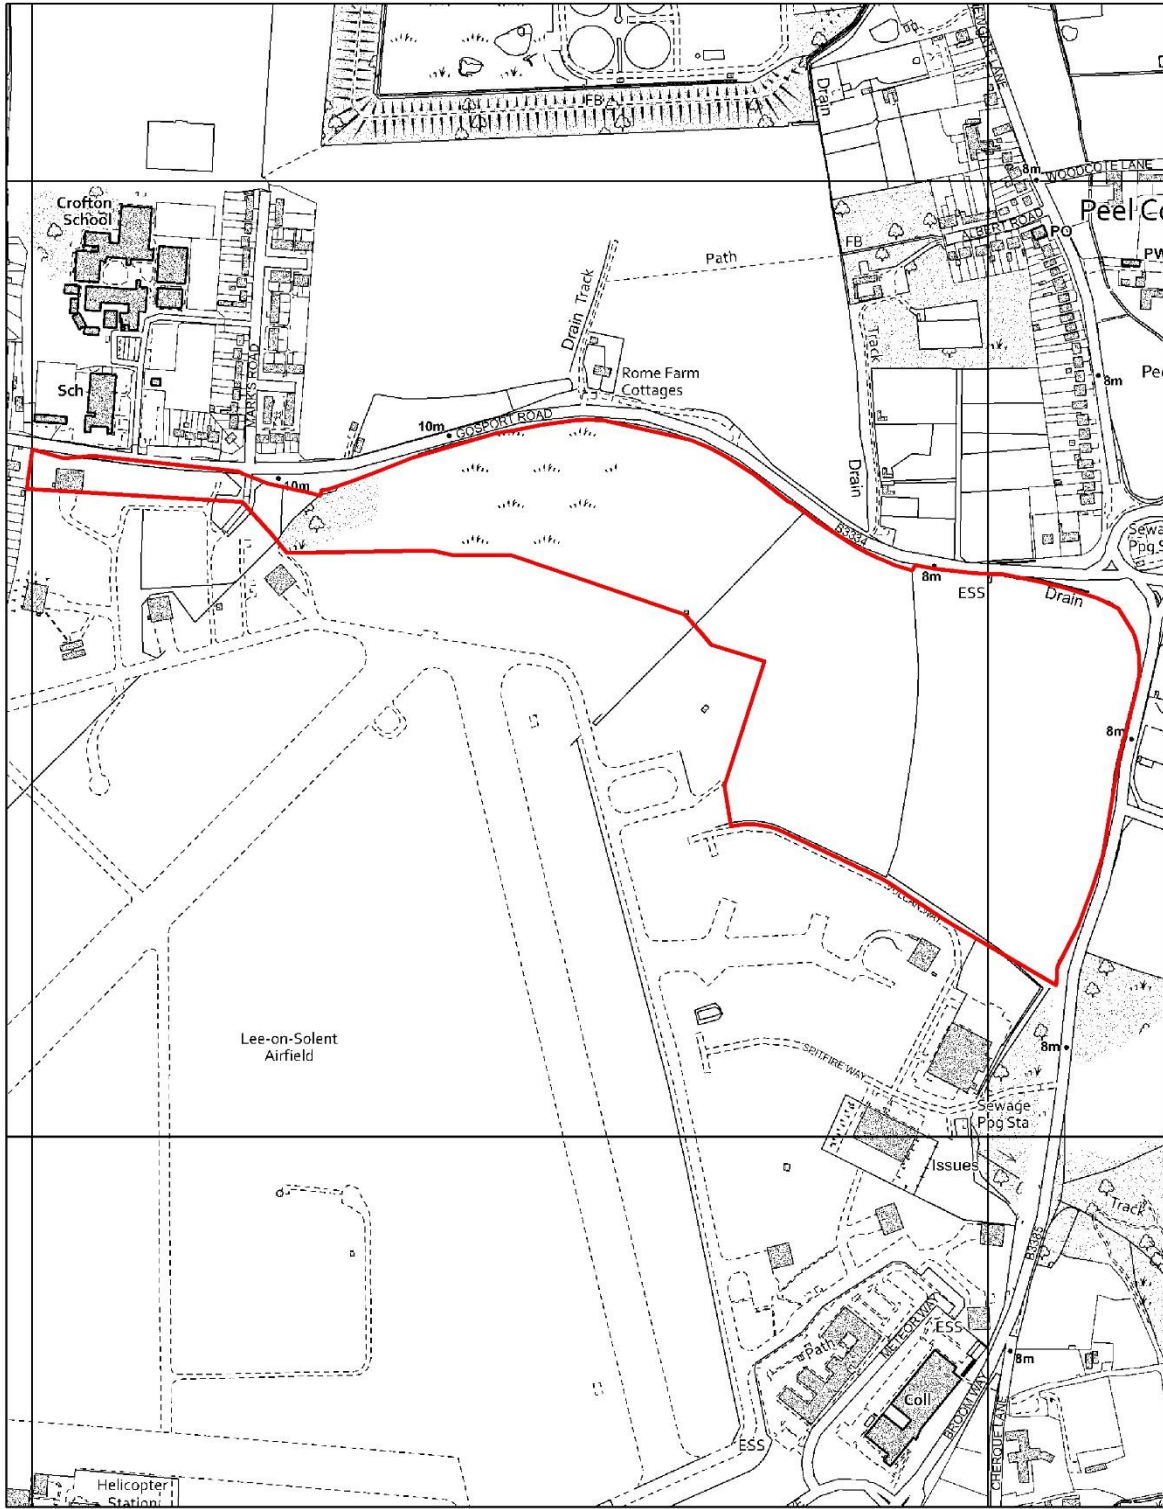 FB
Drain
8m
WOODCOTE LANE
Crofton
School
Peel
ALBERT ROAD
PO
FB
Path
PW
Drain Track
Track
Rome Farm
Cottages
8m
Sch
MARKS ROAD
10m
GOSPORT ROAD
Drain
10m
B3334
8m
ESS
Drain
8m
Lee-on-Solent
Airfield
SPITFIRE WAY
8m
Sewage
Ppg Sta
Issues
Track
B3385
METEOR WAY
ESS
Path
8m
Coll
BROOM WAY
CHERQUE LANE
ESS
Helicopter
Station